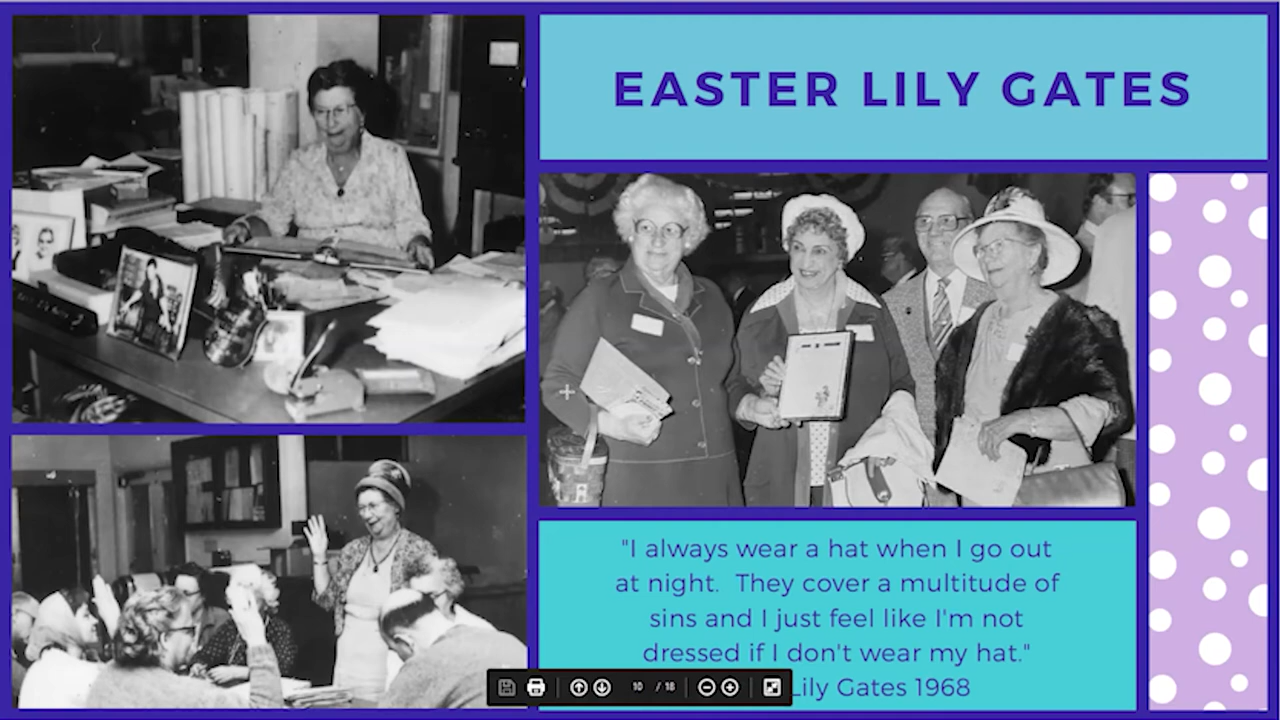 EASTER LILY GATES
"I always wear a hat when I go out
at night. They cover a multitude of
sins and I just feel like I'm not
dressed if I don't wear my hat."
Lily Gates 1968
10 / 18